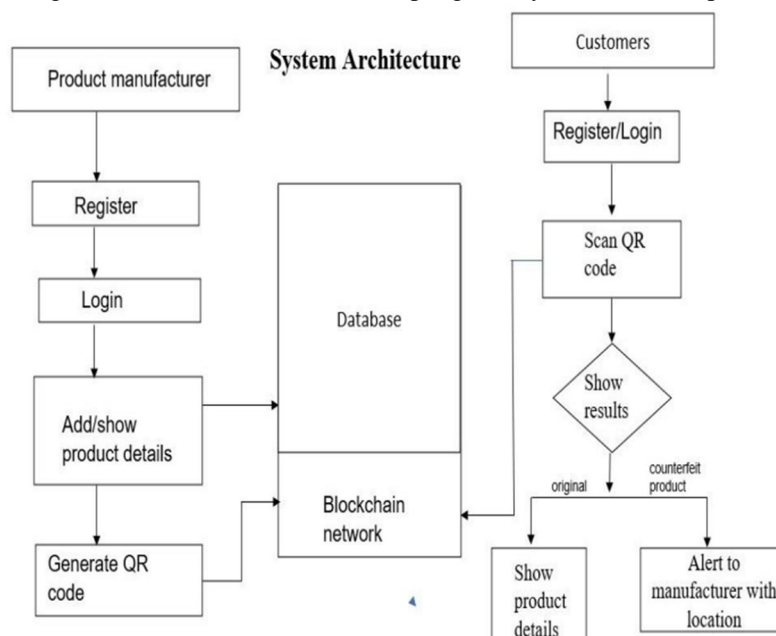 System Architecture
Product manufacturer
Register
Login
Add/show
product details
Generate QR
code
Database
Blockchain
network
Customers
Register/Login
Scan QR
code
Show
results
original
counterfeit
product
Show
product
details
Alert to
manufacturer with
location